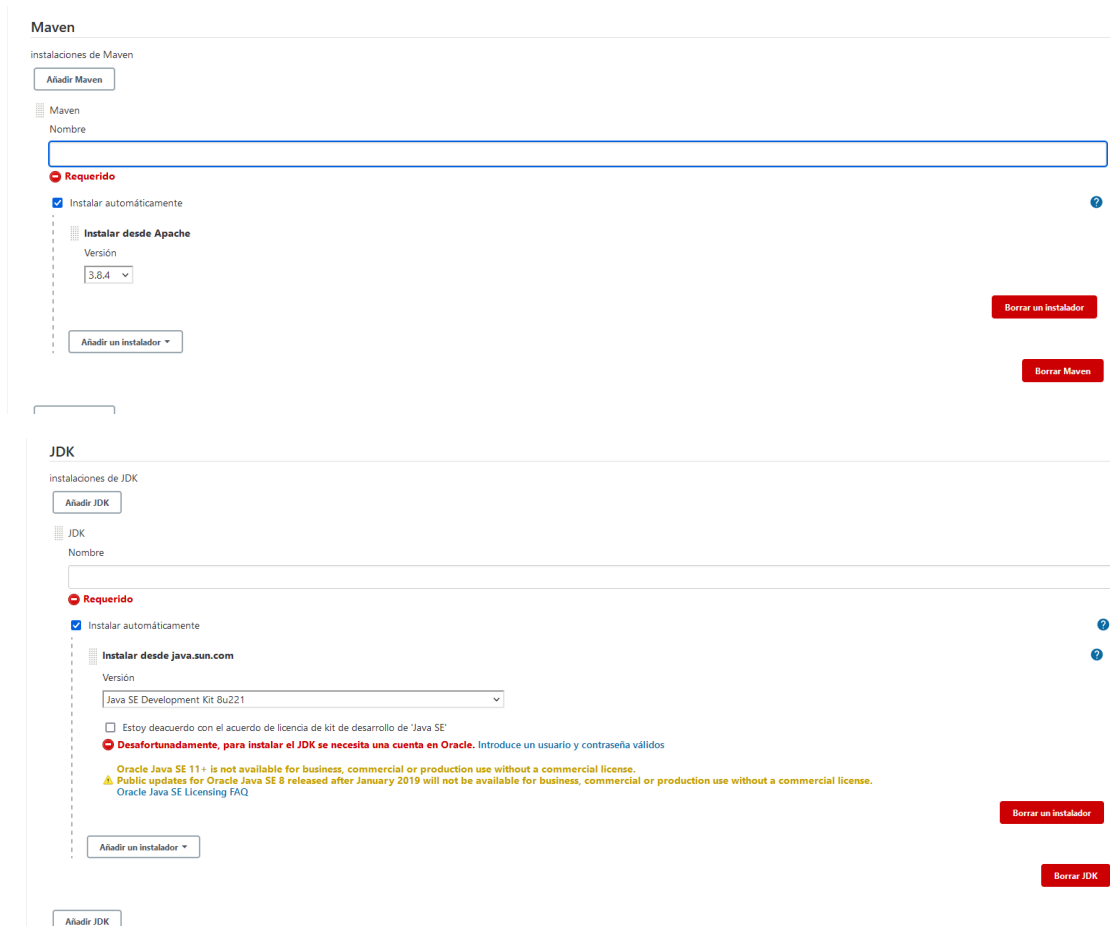 Maven
instalaciones de Maven
Añadir Maven
Maven
Nombre
Requerido
Instalar automáticamente
?
Instalar desde Apache
Versión
3.8.4
Borrar un instalador
Añadir un instalador
Borrar Maven
JDK
instalaciones de JDK
Añadir JDK
JDK
Nombre
Requerido
Instalar automáticamente
?
Instalar desde java.sun.com
?
Versión
Java SE Development Kit 8u221
Estoy deacuerdo con el acuerdo de licencia de kit de desarrollo de 'Java SE'
Desafortunadamente, para instalar el JDK se necesita una cuenta en Oracle. Introduce un usuario y contraseña válidos
Oracle Java SE 11+ is not available for business, commercial or production use without a commercial license.
Public updates for Oracle Java SE 8 released after January 2019 will not be available for business, commercial or production use without a commercial license.
Oracle Java SE Licensing FAQ
Borrar un instalador
Añadir un instalador
Borrar JDK
Añadir JDK